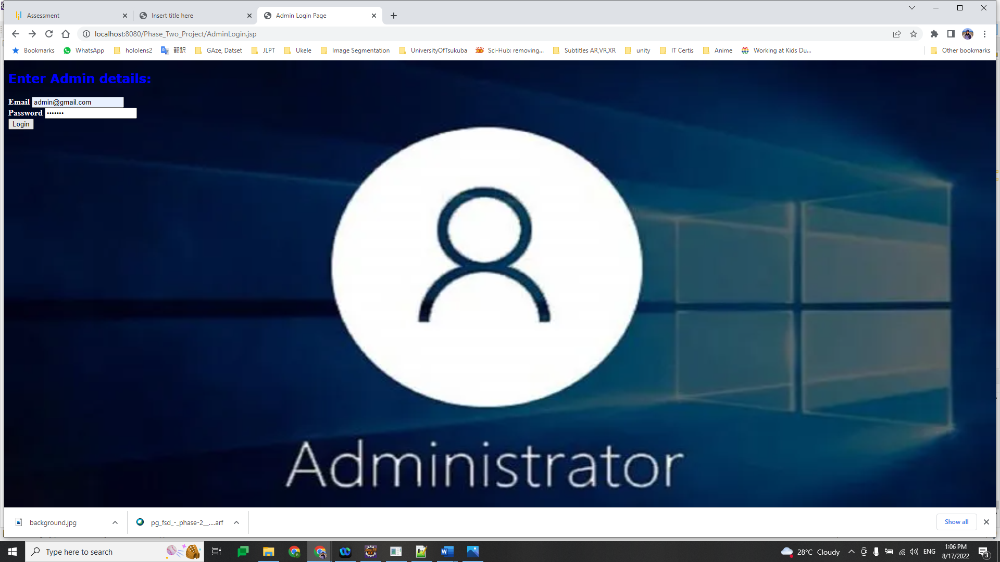 Assessment
Insert title here
Admin Login Page
localhost:8080/Phase_Two_Project/AdminLogin.jsp
Bookmarks WhatsApp hololens2 翻訳 GAze, Datset JLPT Ukele Image Segmentation UniversityOfTsukuba Sci-Hub: removing... Subtitles AR,VR,XR unity IT Certis Anime Working at Kids Du... Other bookmarks
Enter Admin details:
Email admin@gmail.com
Password •••••••
Login
Administrator
background.jpg
pg_fsd_-_phase-2__....arf
Show all
Type here to search
28°C Cloudy
ENG
1:06 PM
8/17/2022
3